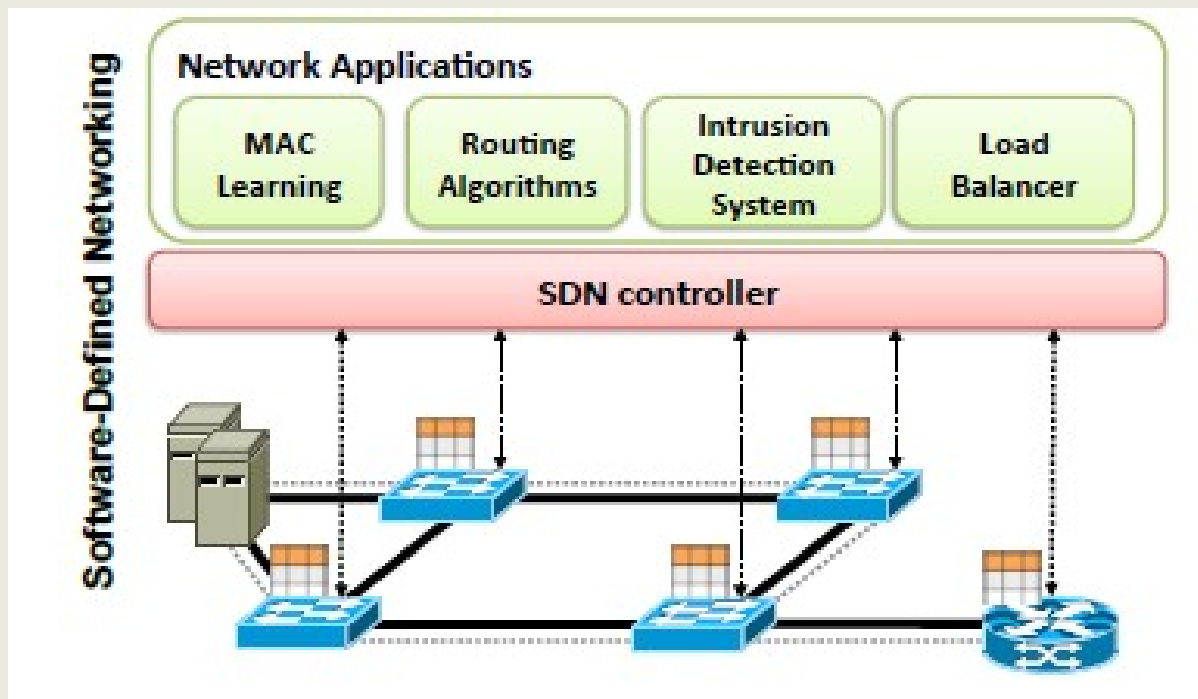 Software-Defined Networking
Network Applications
MAC
Learning
Routing
Algorithms
Intrusion
Detection
System
Load
Balancer
SDN controller